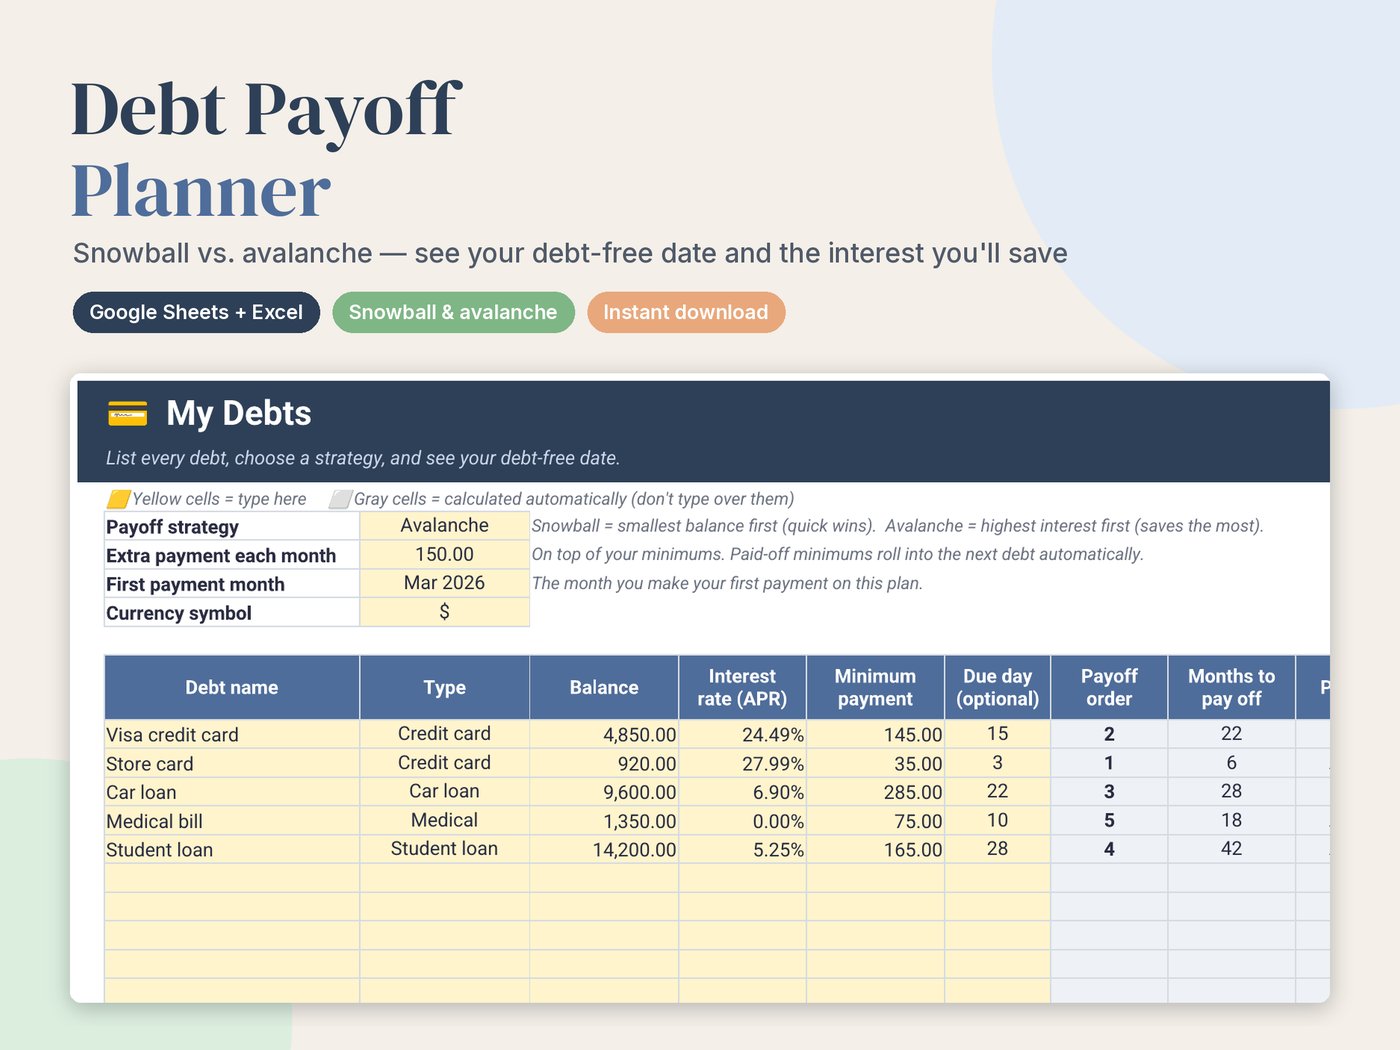 Debt Payoff
Planner
Snowball vs. avalanche — see your debt-free date and the interest you'll save
Google Sheets + Excel Snowball & avalanche Instant download
My Debts
List every debt, choose a strategy, and see your debt-free date.
Yellow cells = type here Gray cells = calculated automatically (don't type over them)
Payoff strategy Avalanche Snowball = smallest balance first (quick wins). Avalanche = highest interest first (saves the most).
Extra payment each month 150.00 On top of your minimums. Paid-off minimums roll into the next debt automatically.
First payment month Mar 2026 The month you make your first payment on this plan.
Currency symbol $
Debt name Type Balance Interest rate (APR) Minimum payment Due day (optional) Payoff order Months to pay off P
Visa credit card Credit card 4,850.00 24.49% 145.00 15 2 22
Store card Credit card 920.00 27.99% 35.00 3 1 6
Car loan Car loan 9,600.00 6.90% 285.00 22 3 28
Medical bill Medical 1,350.00 0.00% 75.00 10 5 18
Student loan Student loan 14,200.00 5.25% 165.00 28 4 42